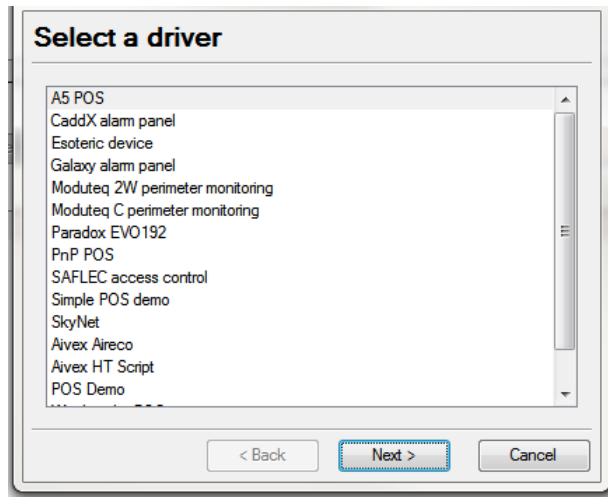 Select a driver
A5 POS
CaddX alarm panel
Esoteric device
Galaxy alarm panel
Moduteq 2W perimeter monitoring
Moduteq C perimeter monitoring
Paradox EVO192
PnP POS
SAFLEC access control
Simple POS demo
SkyNet
Aivex Aireco
Aivex HT Script
POS Demo
< Back Next > Cancel